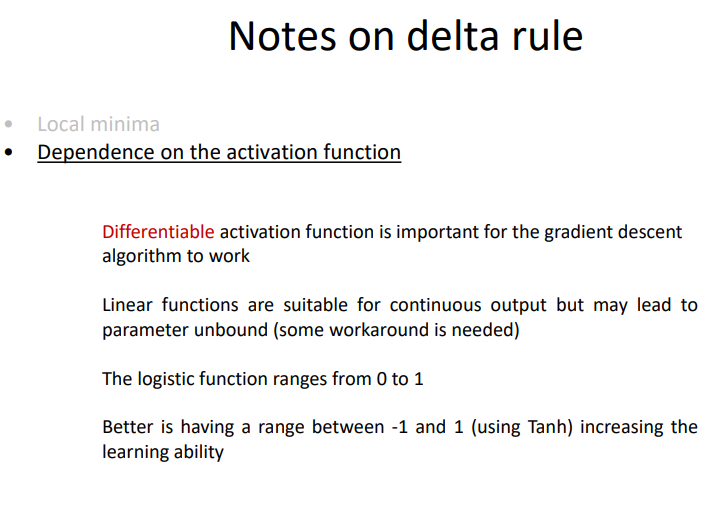 Notes on delta rule
• Local minima
• Dependence on the activation function
Differentiable activation function is important for the gradient descent
algorithm to work
Linear functions are suitable for continuous output but may lead to
parameter unbound (some workaround is needed)
The logistic function ranges from 0 to 1
Better is having a range between -1 and 1 (using Tanh) increasing the
learning ability